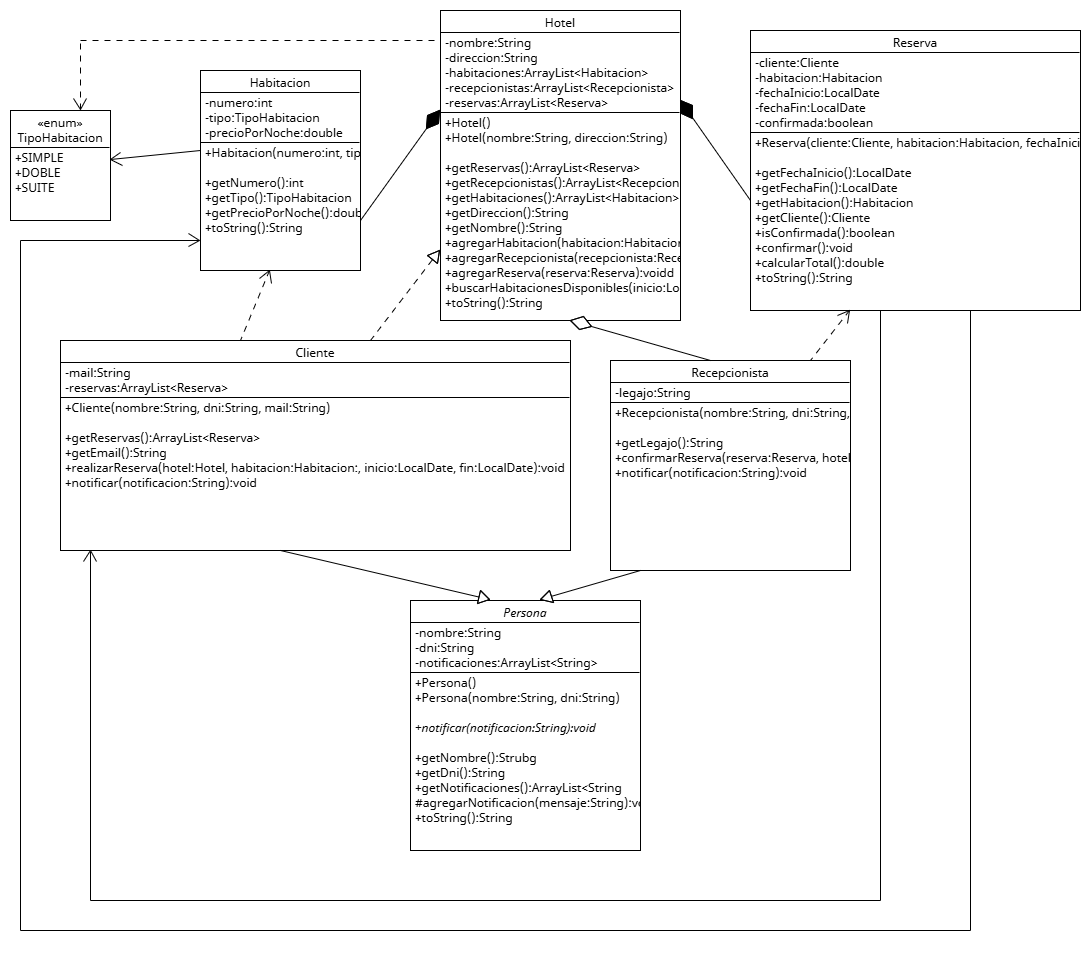 Hotel
-nombre:String
-direccion:String
-habitaciones:ArrayList<Habitacion>
-recepcionistas:ArrayList<Recepcionista>
-reservas:ArrayList<Reserva>
+Hotel()
+Hotel(nombre:String, direccion:String)
+getReservas():ArrayList<Reserva>
+getRecepcionistas():ArrayList<Recepcion
+getHabitaciones():ArrayList<Habitacion>
+getDireccion():String
+getNombre():String
+agregarHabitacion(habitacion:Habitacion
+agregarRecepcionista(recepcionista:Rece
+agregarReserva(reserva:Reserva):voidd
+buscarHabitacionesDisponibles(inicio:Lo
+toString():String
Reserva
-cliente:Cliente
-habitacion:Habitacion
-fechaInicio:LocalDate
-fechaFin:LocalDate
-confirmada:boolean
+Reserva(cliente:Cliente, habitacion:Habitacion, fechaInici
+getFechaInicio():LocalDate
+getFechaFin():LocalDate
+getHabitacion():Habitacion
+getCliente():Cliente
+isConfirmada():boolean
+confirmar():void
+calcularTotal():double
+toString():String
Habitacion
-numero:int
-tipo:TipoHabitacion
-precioPorNoche:double
+Habitacion(numero:int, tip
+getNumero():int
+getTipo():TipoHabitacion
+getPrecioPorNoche():doub
+toString():String
«enum»
TipoHabitacion
+SIMPLE
+DOBLE
+SUITE
Cliente
-mail:String
-reservas:ArrayList<Reserva>
+Cliente(nombre:String, dni:String, mail:String)
+getReservas():ArrayList<Reserva>
+getEmail():String
+realizarReserva(hotel:Hotel, habitacion:Habitacion:, inicio:LocalDate, fin:LocalDate):void
+notificar(notificacion:String):void
Recepcionista
-legajo:String
+Recepcionista(nombre:String, dni:String,
+getLegajo():String
+confirmarReserva(reserva:Reserva, hotel
+notificar(notificacion:String):void
Persona
-nombre:String
-dni:String
-notificaciones:ArrayList<String>
+Persona()
+Persona(nombre:String, dni:String)
+notificar(notificacion:String):void
+getNombre():Strubg
+getDni():String
+getNotificaciones():ArrayList<String
#agregarNotificacion(mensaje:String):vo
+toString():String